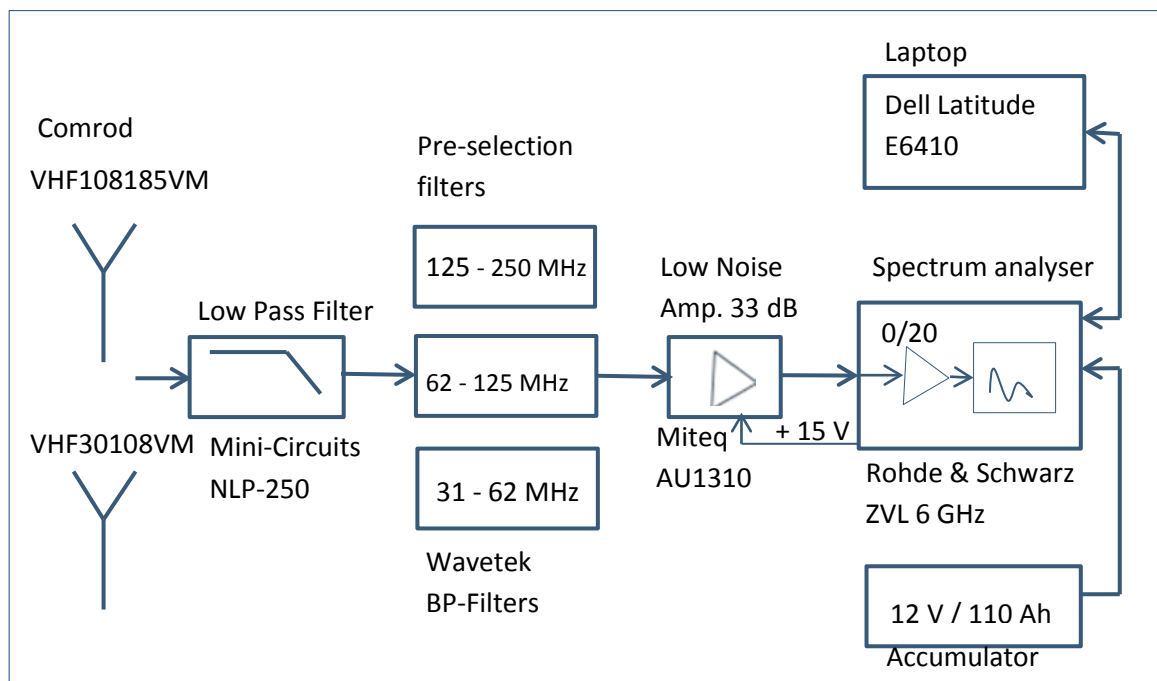 Comrod
VHF108185VM
VHF30108VM
Low Pass Filter
Mini-Circuits
NLP-250
Pre-selection
filters
125 - 250 MHz
62 - 125 MHz
31 - 62 MHz
Wavetek
BP-Filters
Low Noise
Amp. 33 dB
Miteq
AU1310
+ 15 V
Laptop
Dell Latitude
E6410
Spectrum analyser
0/20
Rohde & Schwarz
ZVL 6 GHz
12 V / 110 Ah
Accumulator